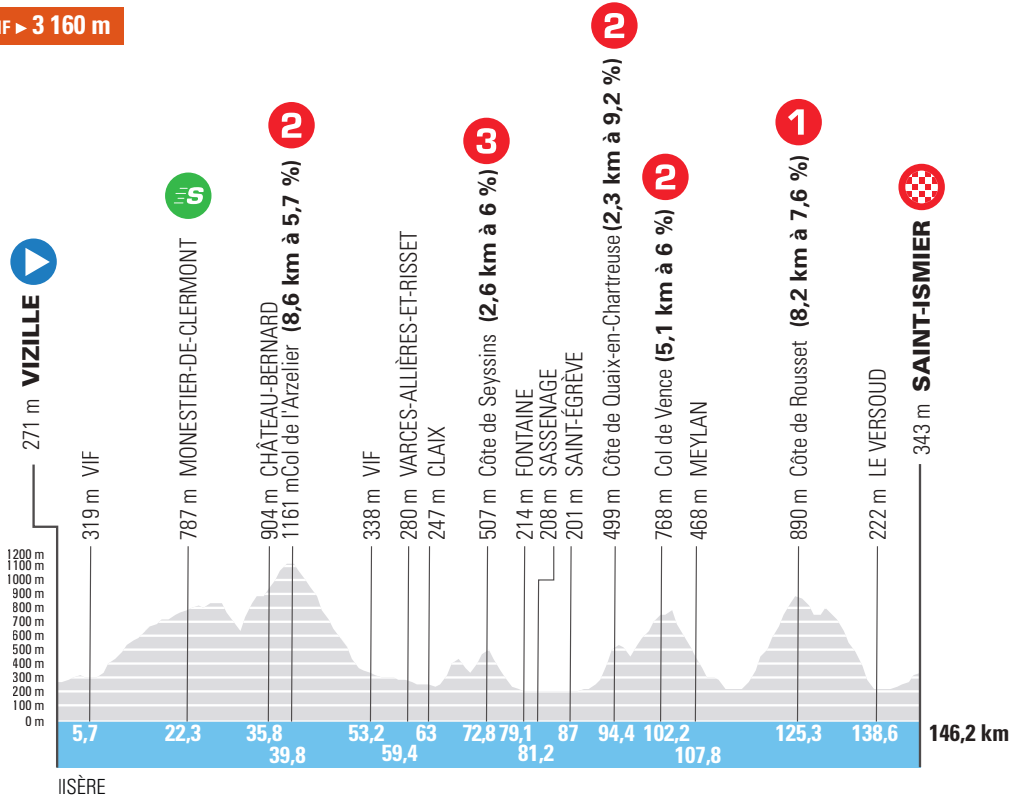 IF ▸ 3 160 m
271 m VIZILLE
319 m VIF
S
787 m MONESTIER-DE-CLERMONT
904 m CHÂTEAU-BERNARD
2
1161 m Col de l'Arzelier (8,6 km à 5,7 %)
338 m VIF
280 m VARCES-ALLIÈRES-ET-RISSET
247 m CLAIX
3
507 m Côte de Seyssins (2,6 km à 6 %)
214 m FONTAINE
208 m SASSENAGE
201 m SAINT-ÉGRÈVE
2
499 m Côte de Quaix-en-Chartreuse (2,3 km à 9,2 %)
2
768 m Col de Vence (5,1 km à 6 %)
468 m MEYLAN
1
890 m Côte de Rousset (8,2 km à 7,6 %)
222 m LE VERSOUD
343 m SAINT-ISMIER
1200 m
1100 m
1000 m
900 m
800 m
700 m
600 m
500 m
400 m
300 m
200 m
100 m
0 m
5,7 22,3 35,8 53,2 63 72,8 79,1 87 94,4 102,2 125,3 138,6 146,2 km
39,8 59,4 81,2 107,8
IISÈRE